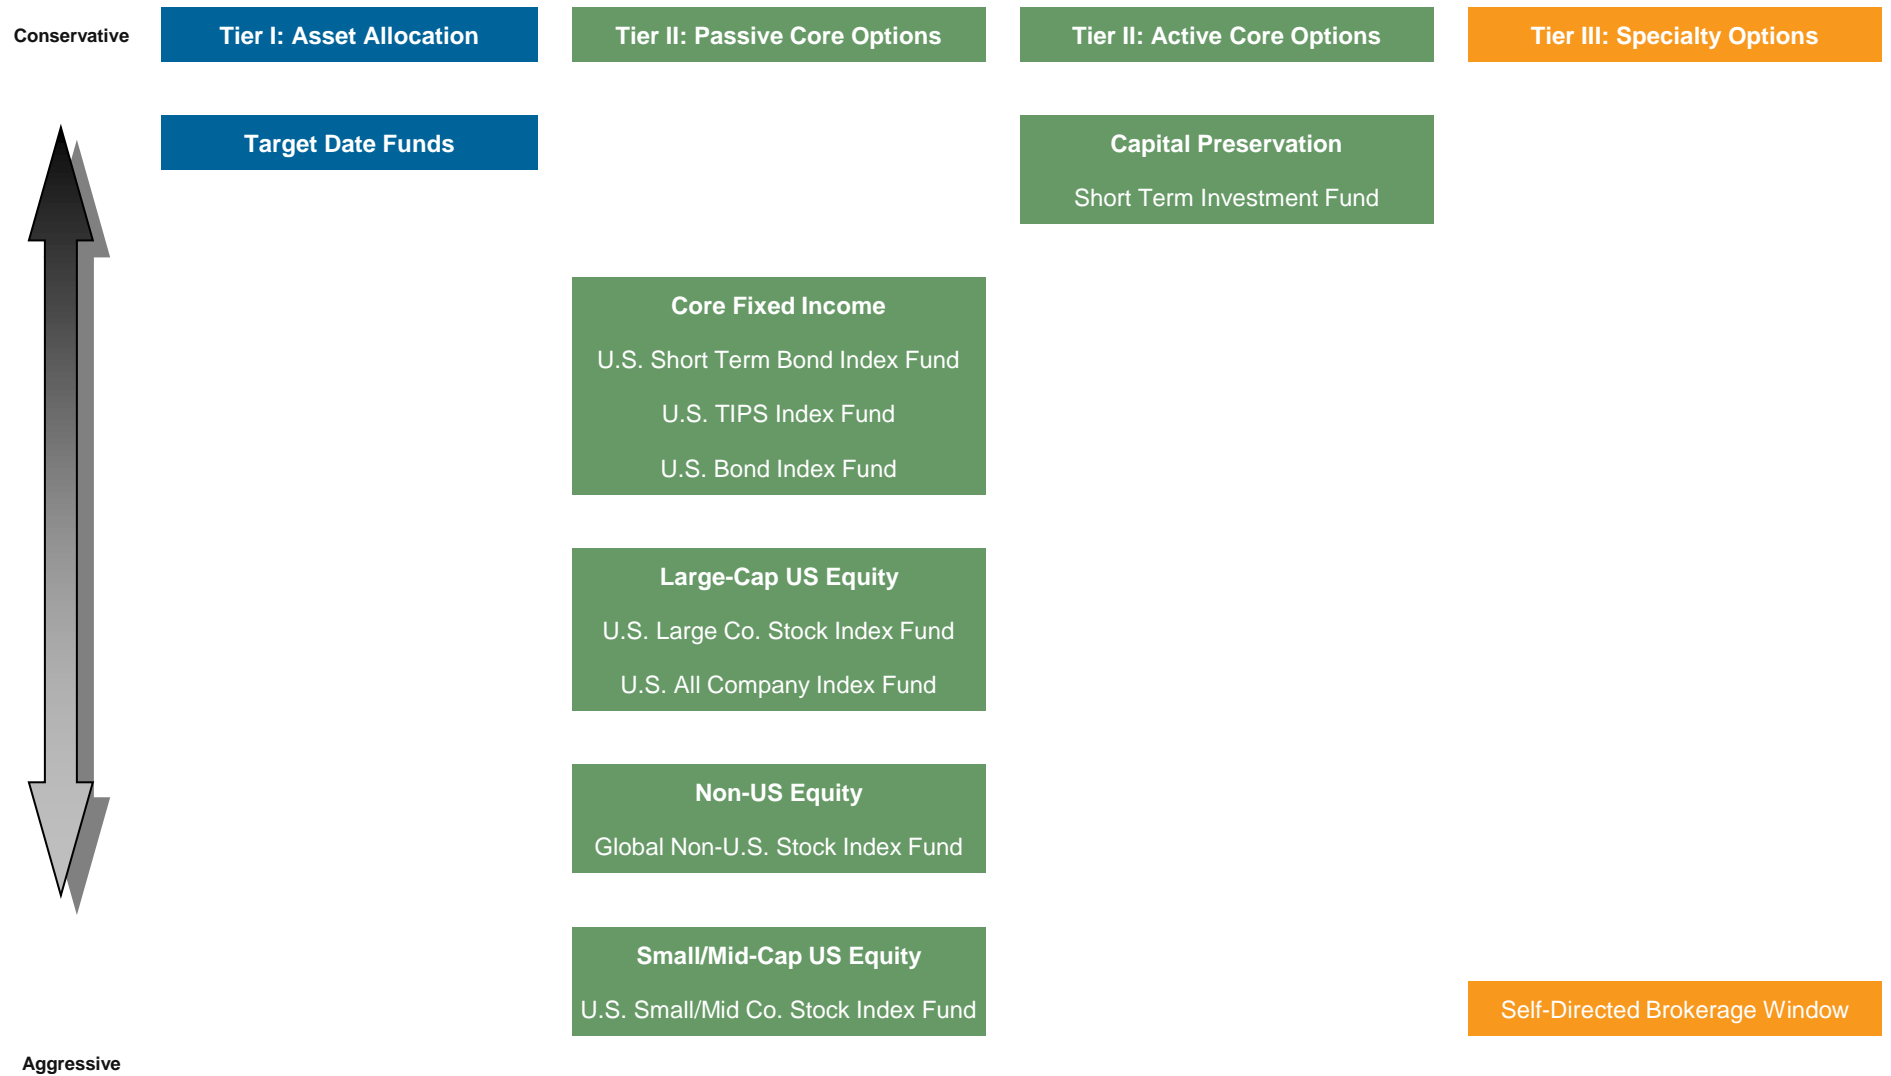 Conservative
Tier I: Asset Allocation
Tier II: Passive Core Options
Tier II: Active Core Options
Tier III: Specialty Options
Target Date Funds
Capital Preservation
Short Term Investment Fund
Core Fixed Income
U.S. Short Term Bond Index Fund
U.S. TIPS Index Fund
U.S. Bond Index Fund
Large-Cap US Equity
U.S. Large Co. Stock Index Fund
U.S. All Company Index Fund
Non-US Equity
Global Non-U.S. Stock Index Fund
Small/Mid-Cap US Equity
U.S. Small/Mid Co. Stock Index Fund
Self-Directed Brokerage Window
Aggressive